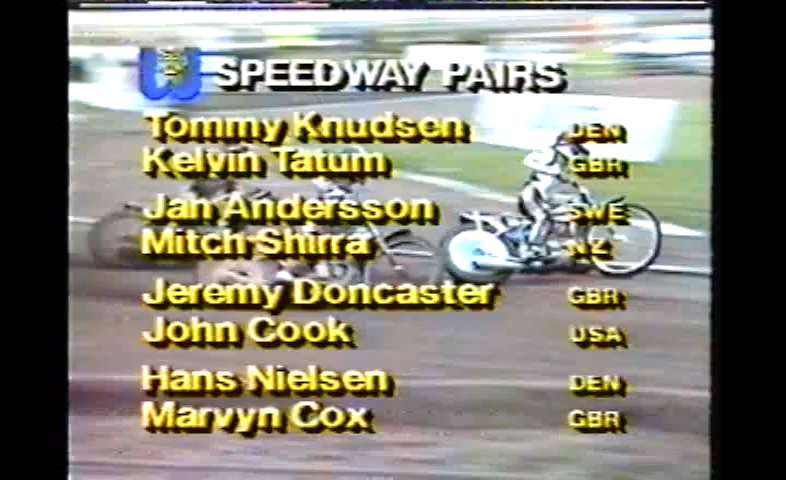 SPEEDWAY PAIRS
Tommy Knudsen DEN
Kelvin Tatum GBR
Jan Andersson SWE
Mitch Shirra NZ
Jeremy Doncaster GBR
John Cook USA
Hans Nielsen DEN
Marvyn Cox GBR